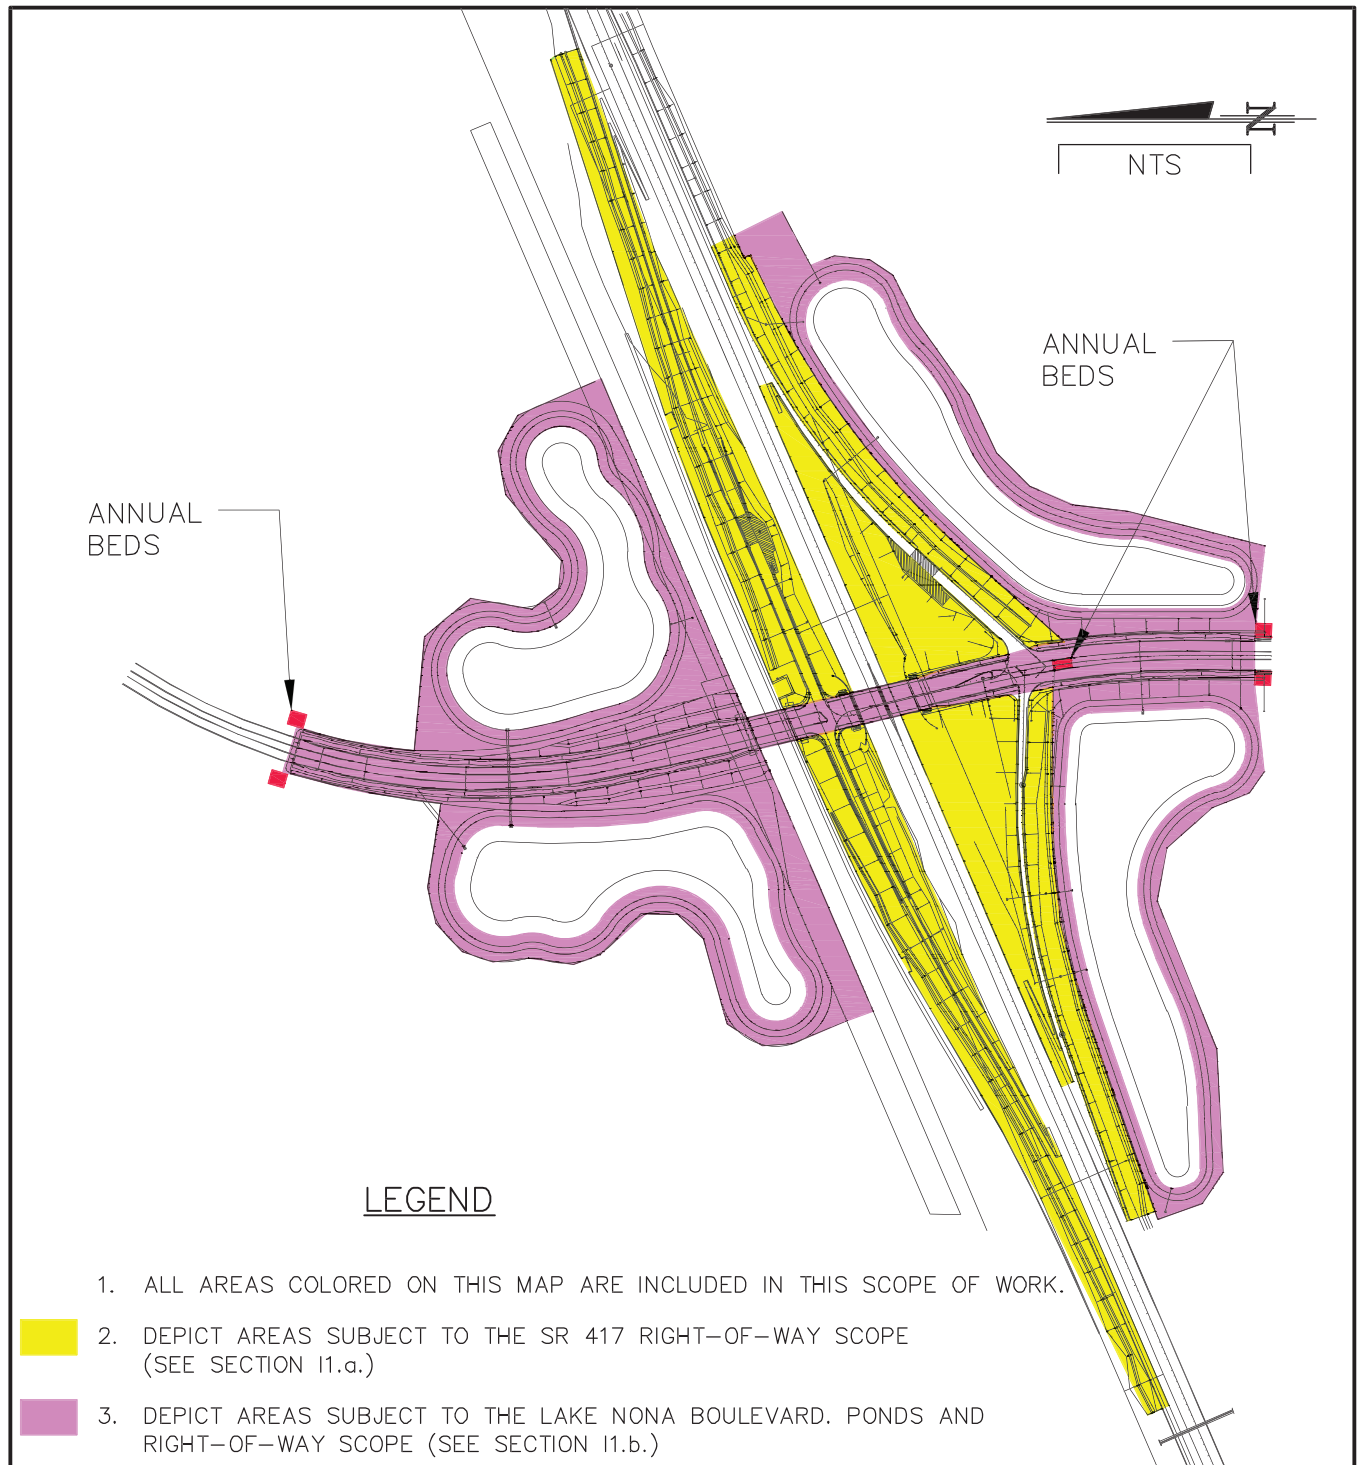 N
NTS
ANNUAL
BEDS
ANNUAL
BEDS
LEGEND
1. ALL AREAS COLORED ON THIS MAP ARE INCLUDED IN THIS SCOPE OF WORK.
2. DEPICT AREAS SUBJECT TO THE SR 417 RIGHT-OF-WAY SCOPE
(SEE SECTION I1.a.)
3. DEPICT AREAS SUBJECT TO THE LAKE NONA BOULEVARD. PONDS AND
RIGHT-OF-WAY SCOPE (SEE SECTION I1.b.)